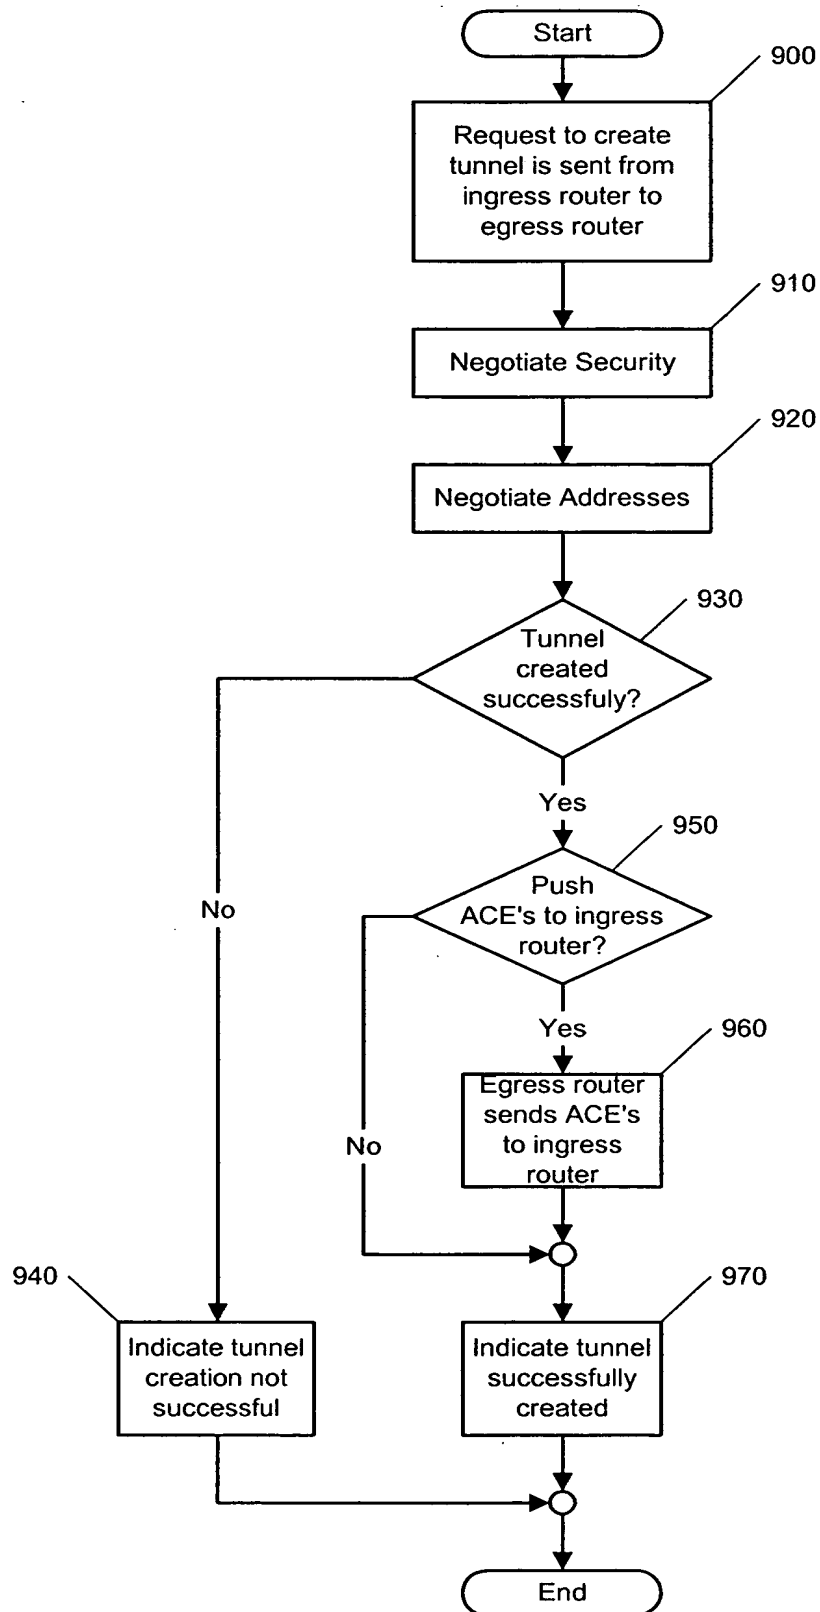 Start
900
Request to create
tunnel is sent from
ingress router to
egress router
910
Negotiate Security
920
Negotiate Addresses
930
Tunnel
created
successfuly?
Yes
950
Push
ACE's to ingress
router?
No
Yes
960
Egress router
sends ACE's
to ingress
router
No
940
970
Indicate tunnel
creation not
successful
Indicate tunnel
successfully
created
End